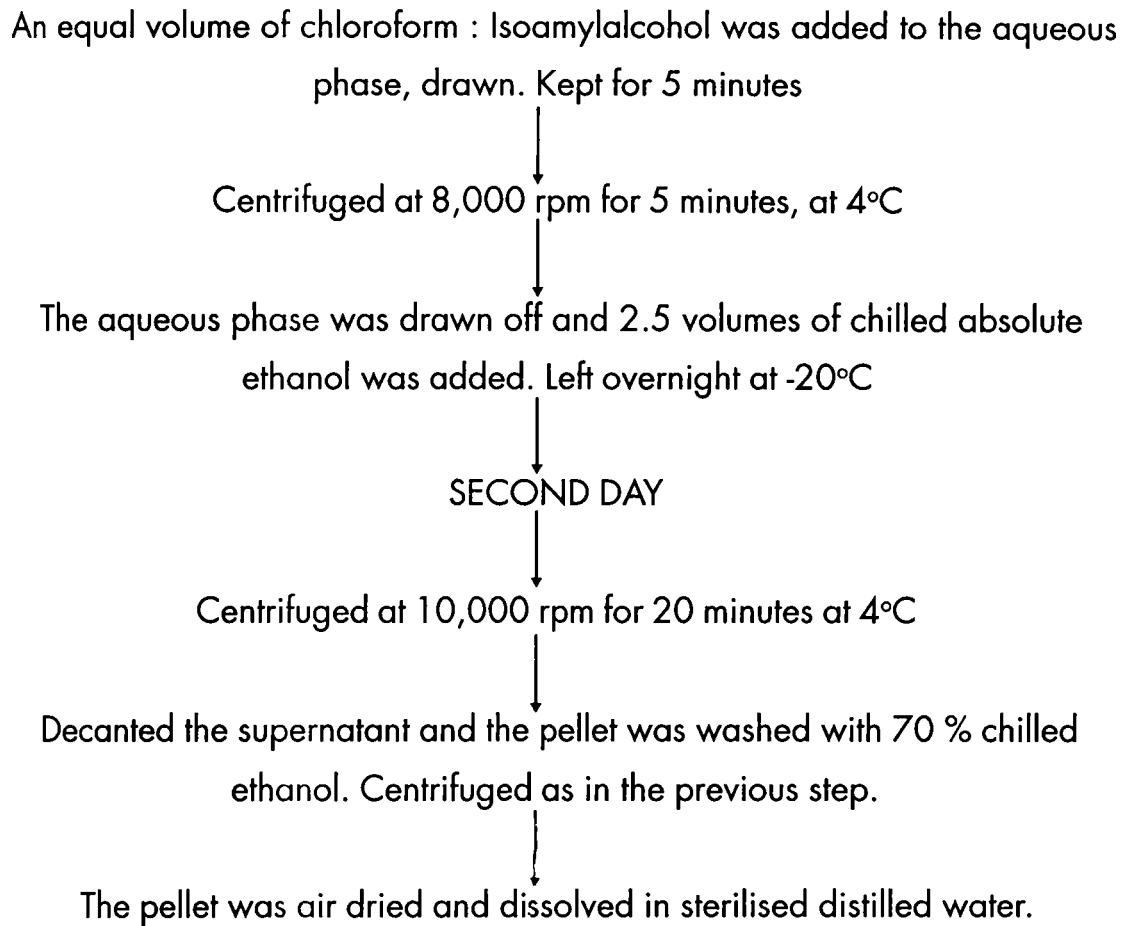 An equal volume of chloroform : Isoamylalcohol was added to the aqueous
phase, drawn. Kept for 5 minutes
Centrifuged at 8,000 rpm for 5 minutes, at 4°C
The aqueous phase was drawn off and 2.5 volumes of chilled absolute
ethanol was added. Left overnight at -20°C
SECOND DAY
Centrifuged at 10,000 rpm for 20 minutes at 4°C
Decanted the supernatant and the pellet was washed with 70 % chilled
ethanol. Centrifuged as in the previous step.
The pellet was air dried and dissolved in sterilised distilled water.